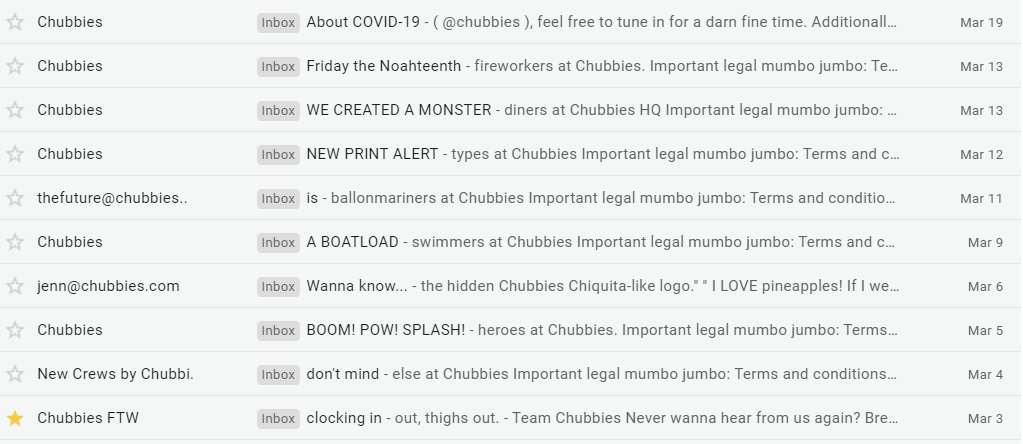 Chubbies Inbox About COVID-19 - ( @chubbies ), feel free to tune in for a darn fine time. Additionall… Mar 19
Chubbies Inbox Friday the Noahteenth - fireworkers at Chubbies. Important legal mumbo jumbo: Te… Mar 13
Chubbies Inbox WE CREATED A MONSTER - diners at Chubbies HQ Important legal mumbo jumbo: … Mar 13
Chubbies Inbox NEW PRINT ALERT - types at Chubbies Important legal mumbo jumbo: Terms and c… Mar 12
thefuture@chubbies.. Inbox is - ballonmariners at Chubbies Important legal mumbo jumbo: Terms and conditio… Mar 11
Chubbies Inbox A BOATLOAD - swimmers at Chubbies Important legal mumbo jumbo: Terms and c… Mar 9
jenn@chubbies.com Inbox Wanna know... - the hidden Chubbies Chiquita-like logo." " I LOVE pineapples! If I we… Mar 6
Chubbies Inbox BOOM! POW! SPLASH! - heroes at Chubbies. Important legal mumbo jumbo: Terms… Mar 5
New Crews by Chubbi. Inbox don't mind - else at Chubbies Important legal mumbo jumbo: Terms and conditions… Mar 4
Chubbies FTW Inbox clocking in - out, thighs out. - Team Chubbies Never wanna hear from us again? Bre… Mar 3